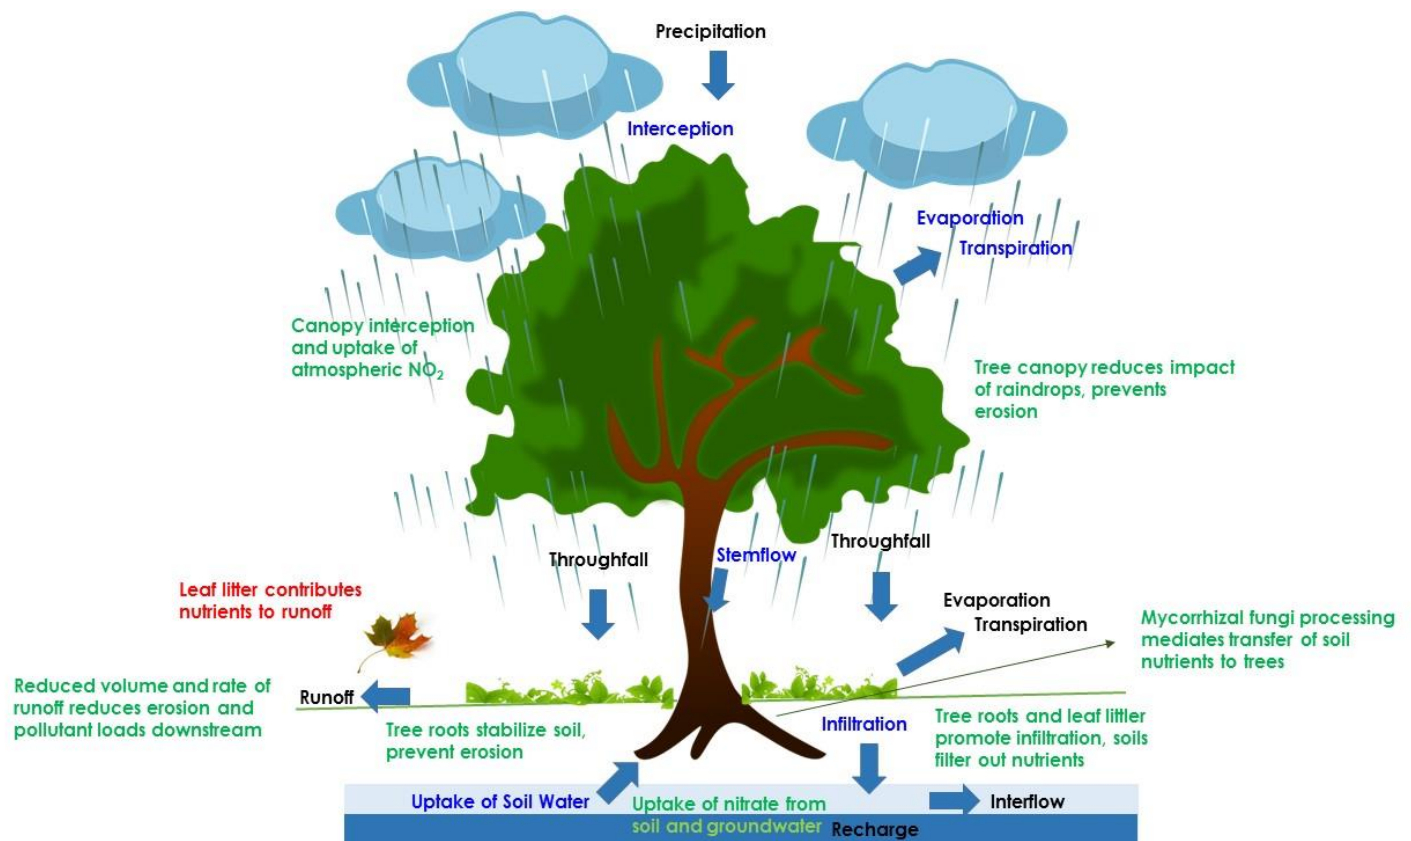 Precipitation
Interception
Evaporation
Transpiration
Canopy interception
and uptake of
atmospheric NO₂
Tree canopy reduces impact
of raindrops, prevents
erosion
Throughfall
Stemflow
Throughfall
Leaf litter contributes
nutrients to runoff
Evaporation
Transpiration
Mycorrhizal fungi processing
mediates transfer of soil
nutrients to trees
Reduced volume and rate of
runoff reduces erosion and
pollutant loads downstream
Runoff
Tree roots stabilize soil,
prevent erosion
Infiltration
Tree roots and leaf littler
promote infiltration, soils
filter out nutrients
Uptake of Soil Water
Uptake of nitrate from
soil and groundwater
Recharge
Interflow